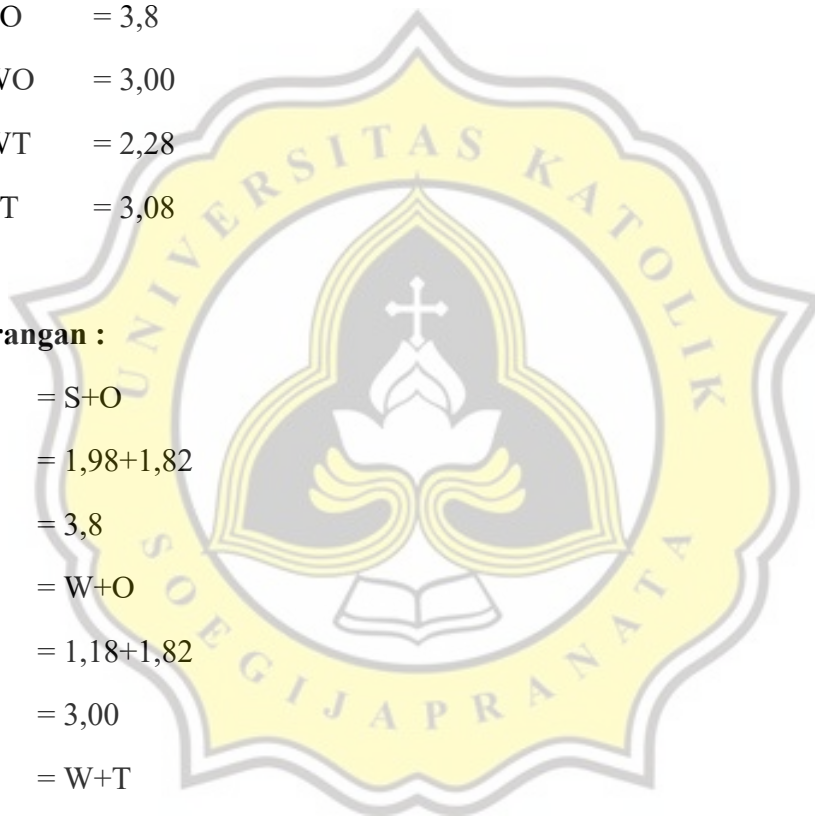 O = 3,8
WO = 3,00
WT = 2,28
T = 3,08
rangan :
= S+O
= 1,98+1,82
= 3,8
= W+O
= 1,18+1,82
= 3,00
= W+T
UNIVERSITAS KATOLIK
SOEGIJAPRANATA